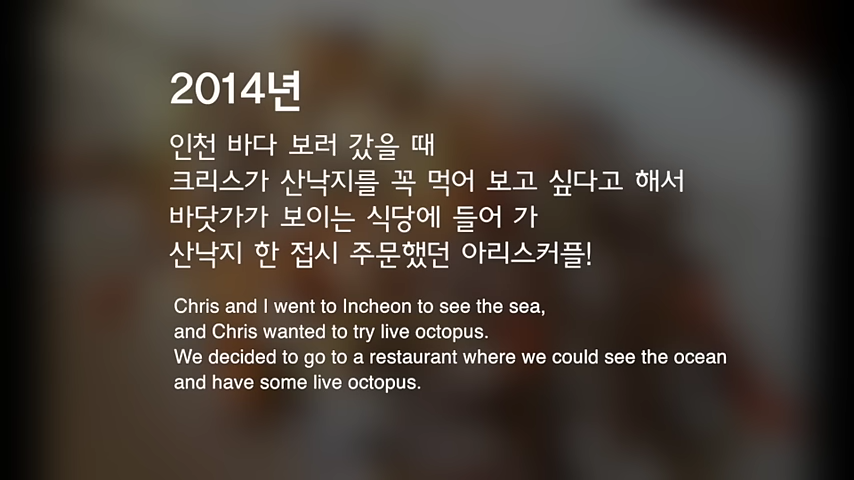 2014년
인천 바다 보러 갔을 때
크리스가 산낙지를 꼭 먹어 보고 싶다고 해서
바닷가가 보이는 식당에 들어 가
산낙지 한 접시 주문했던 아리스커플!
Chris and I went to Incheon to see the sea,
and Chris wanted to try live octopus.
We decided to go to a restaurant where we could see the ocean
and have some live octopus.